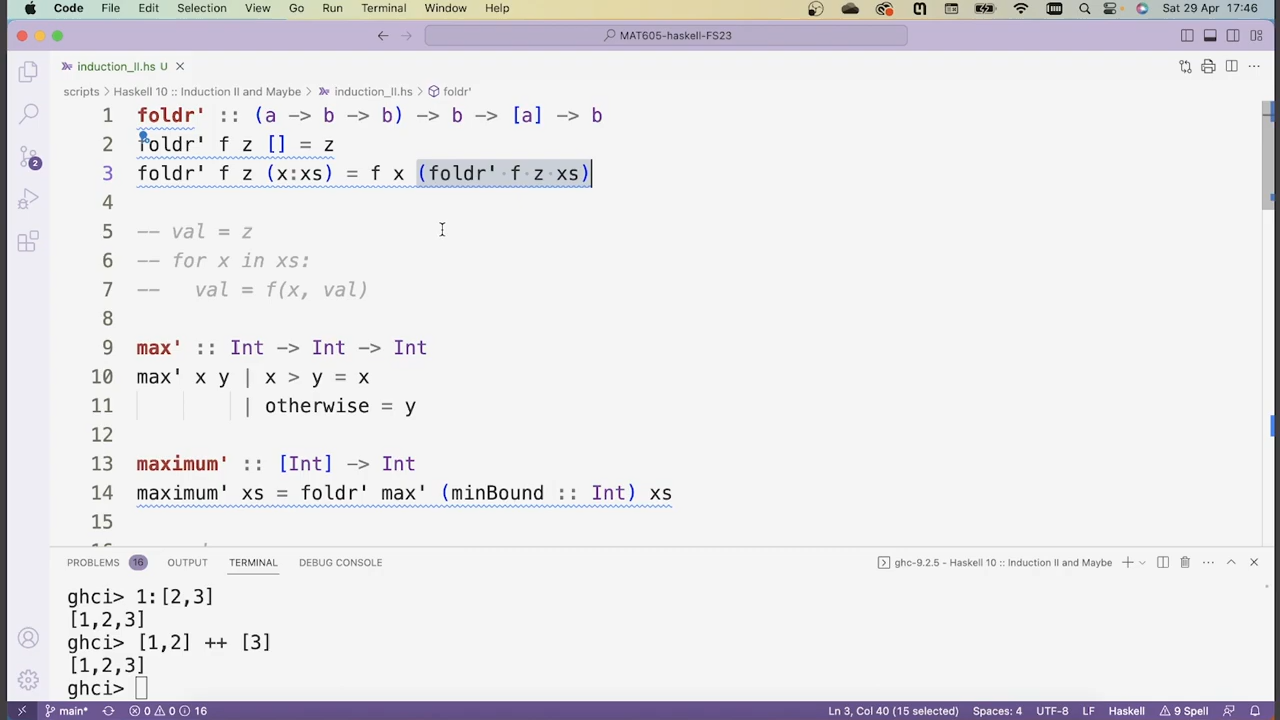 Code File Edit Selection View Go Run Terminal Window Help Sat 29 Apr 17:46
MAT605-haskell-FS23
induction_II.hs U
scripts > Haskell 10 :: Induction II and Maybe > induction_II.hs > foldr'
1 foldr' :: (a -> b -> b) -> b -> [a] -> b
2 foldr' f z [] = z
3 foldr' f z (x:xs) = f x (foldr'·f·z·xs)
4
5 -- val = z
6 -- for x in xs:
7 --   val = f(x, val)
8
9 max' :: Int -> Int -> Int
10 max' x y | x > y = x
11          | otherwise = y
12
13 maximum' :: [Int] -> Int
14 maximum' xs = foldr' max' (minBound :: Int) xs
15
PROBLEMS 16 OUTPUT TERMINAL DEBUG CONSOLE ghc-9.2.5 - Haskell 10 :: Induction II and Maybe
ghci> 1:[2,3]
[1,2,3]
ghci> [1,2] ++ [3]
[1,2,3]
ghci>
main* 0 0 16 Ln 3, Col 40 (15 selected) Spaces: 4 UTF-8 LF Haskell 9 Spell
2